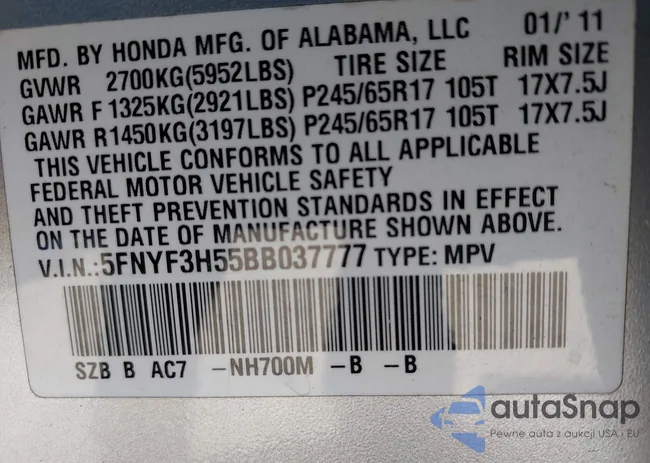 MFD. BY HONDA MFG. OF ALABAMA, LLC 01/'11
GVWR 2700KG(5952LBS) TIRE SIZE RIM SIZE
GAWR F 1325KG(2921LBS) P245/65R17 105T 17X7.5J
GAWR R1450KG(3197LBS) P245/65R17 105T 17X7.5J
THIS VEHICLE CONFORMS TO ALL APPLICABLE
FEDERAL MOTOR VEHICLE SAFETY
AND THEFT PREVENTION STANDARDS IN EFFECT
ON THE DATE OF MANUFACTURE SHOWN ABOVE.
V.I.N.:5FNYF3H55BB037777 TYPE: MPV
SZB B AC7 -NH700M -B -B
autaSnap
Pewne auta z aukcji USA i EU